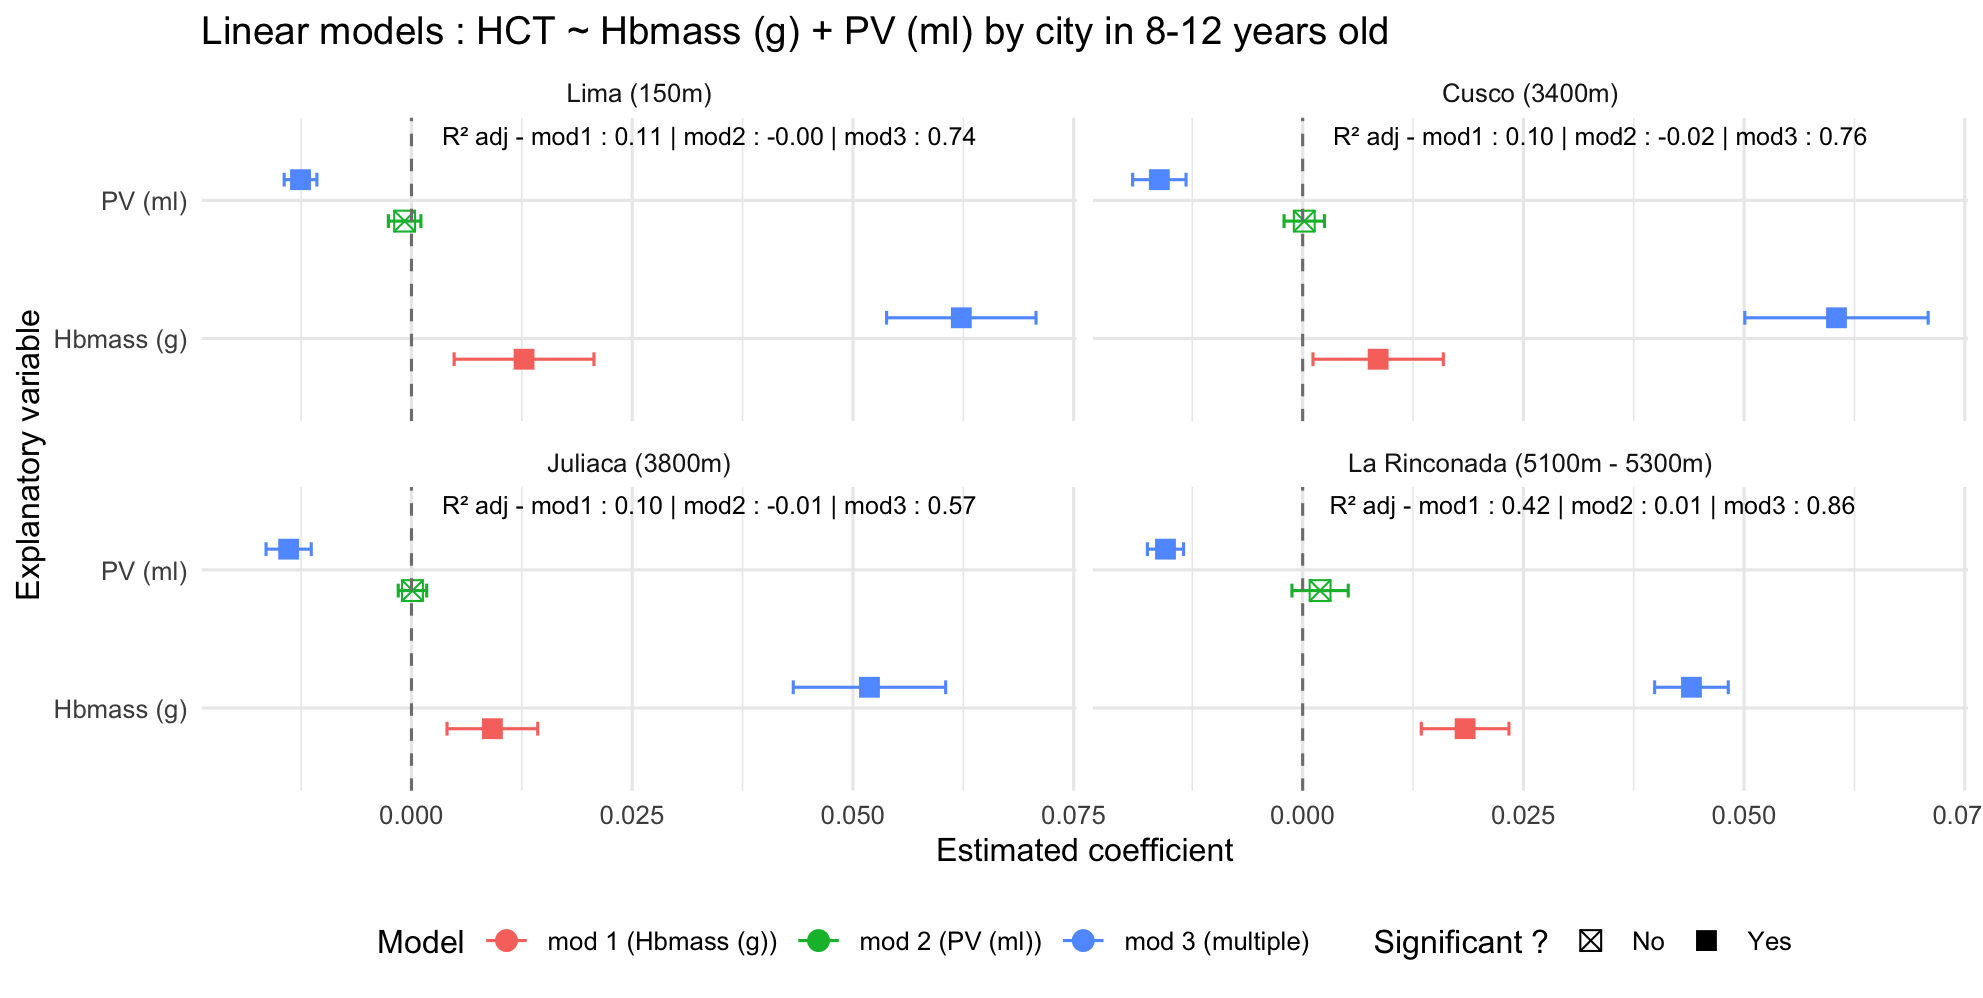 Linear models : HCT ~ Hbmass (g) + PV (ml) by city in 8-12 years old
Lima (150m)
Cusco (3400m)
R² adj - mod1 : 0.11 | mod2 : -0.00 | mod3 : 0.74
R² adj - mod1 : 0.10 | mod2 : -0.02 | mod3 : 0.76
PV (ml)
Hbmass (g)
Explanatory variable
Juliaca (3800m)
La Rinconada (5100m - 5300m)
R² adj - mod1 : 0.10 | mod2 : -0.01 | mod3 : 0.57
R² adj - mod1 : 0.42 | mod2 : 0.01 | mod3 : 0.86
PV (ml)
Hbmass (g)
0.000 0.025 0.050 0.075 0.000 0.025 0.050 0.07
Estimated coefficient
Model mod 1 (Hbmass (g)) mod 2 (PV (ml)) mod 3 (multiple) Significant ? No Yes